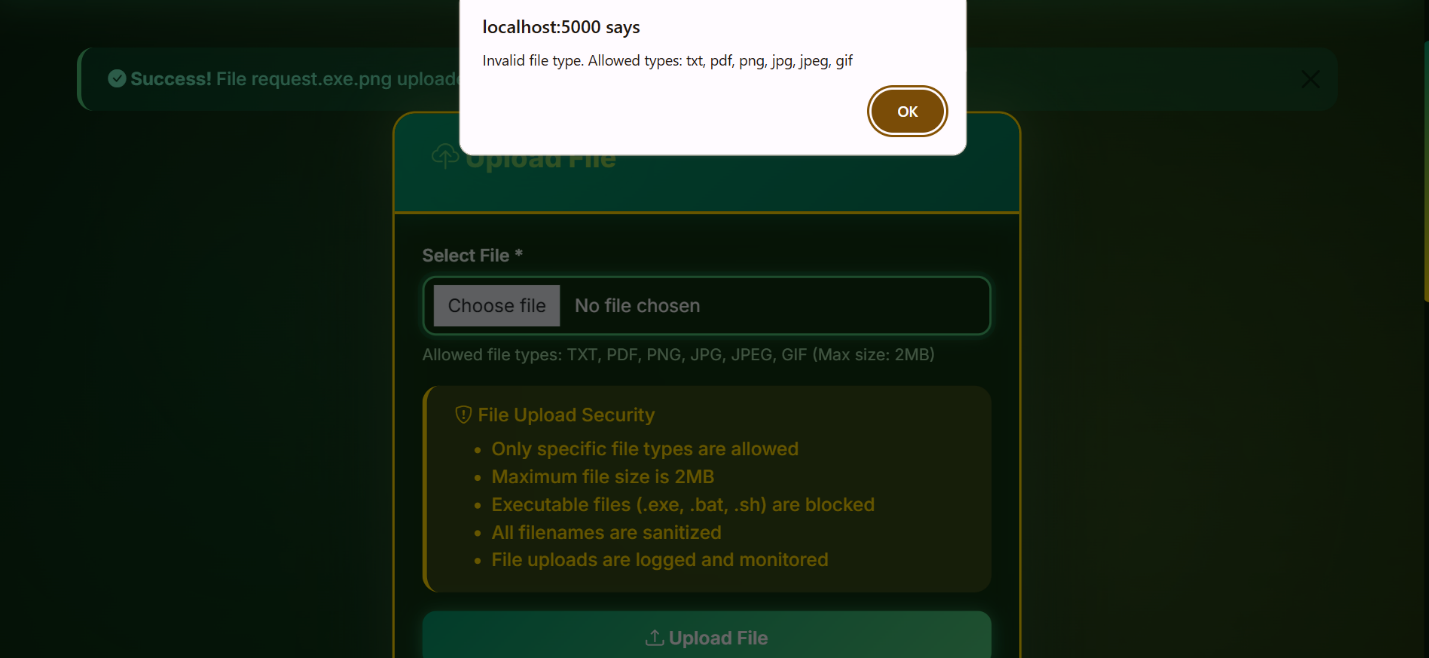 localhost:5000 says
Invalid file type. Allowed types: txt, pdf, png, jpg, jpeg, gif
OK
Success! File request.exe.png
Upload File
Select File *
Choose file No file chosen
Allowed file types: TXT, PDF, PNG, JPG, JPEG, GIF (Max size: 2MB)
File Upload Security
• Only specific file types are allowed
• Maximum file size is 2MB
• Executable files (.exe, .bat, .sh) are blocked
• All filenames are sanitized
• File uploads are logged and monitored
Upload File